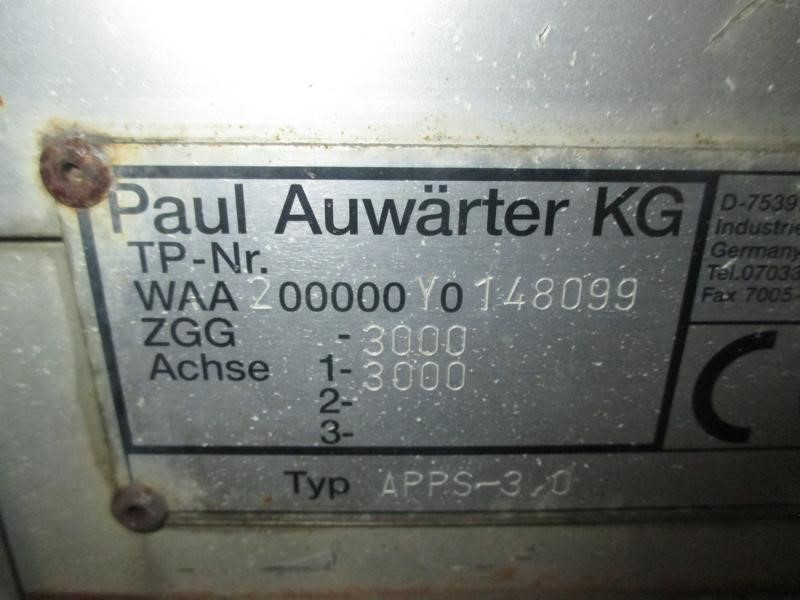 Paul Auwärter KG
TP-Nr.
WAA 200000Y0148099
ZGG - 3000
Achse 1- 3000
2-
3-
Typ APPS-3,0
D-7539
Industrie
Germany
Tel.07033
Fax 7005-
C